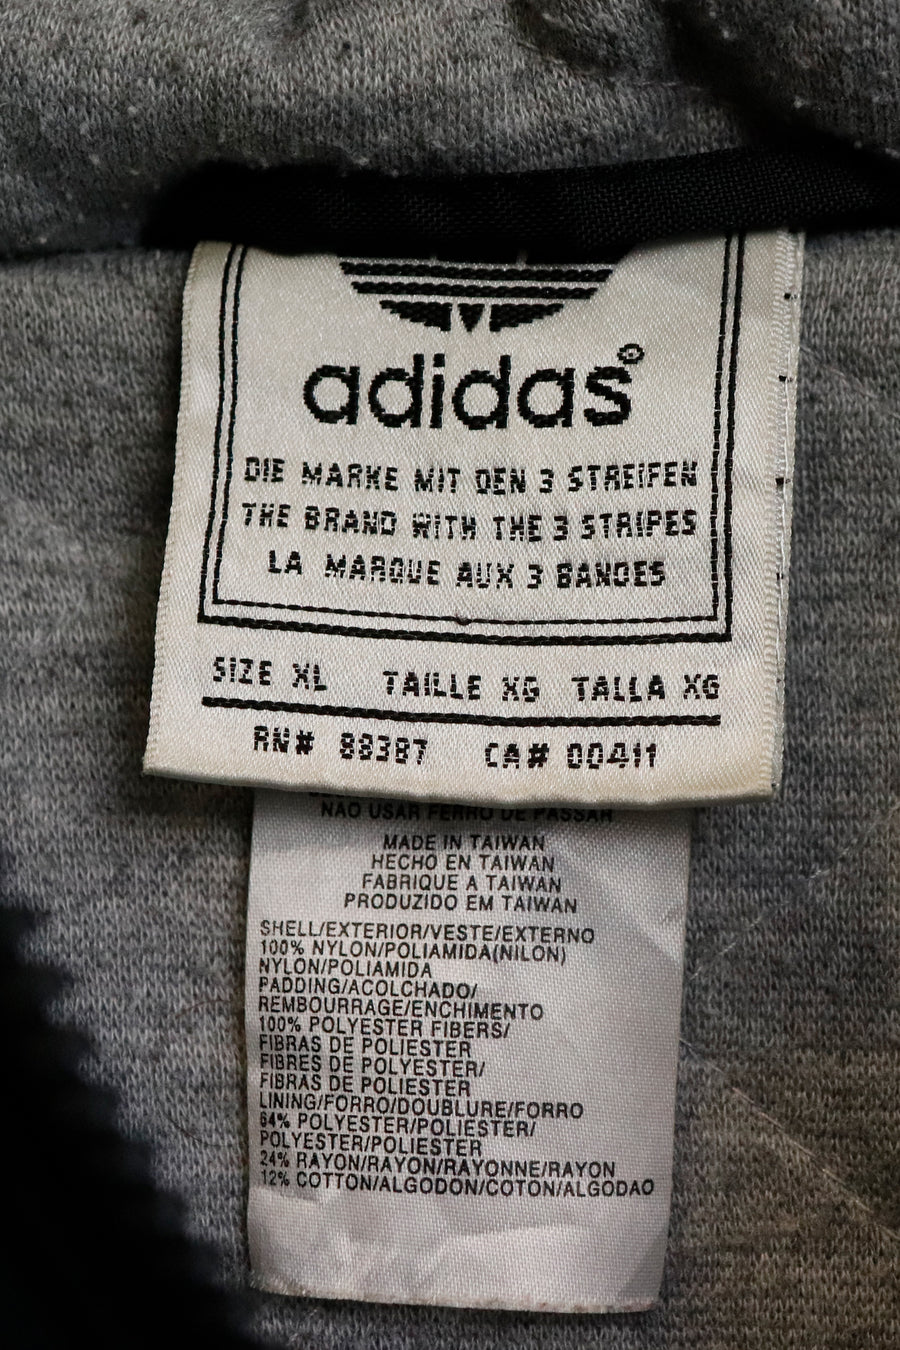 adidas®
DIE MARKE MIT DEN 3 STREIFEN
THE BRAND WITH THE 3 STRIPES
LA MARQUE AUX 3 BANDES
SIZE XL TAILLE XG TALLA XG
RN# 88387 CA# 00411
NAO USAR FERRO DE PASSAR
MADE IN TAIWAN
HECHO EN TAIWAN
FABRIQUE A TAIWAN
PRODUZIDO EM TAIWAN
SHELL/EXTERIOR/VESTE/EXTERNO
100% NYLON/POLIAMIDA(NILON)
NYLON/POLIAMIDA
PADDING/ACOLCHADO/
REMBOURRAGE/ENCHIMENTO
100% POLYESTER FIBERS/
FIBRAS DE POLIESTER
FIBRES DE POLYESTER/
FIBRAS DE POLIESTER
LINING/FORRO/DOUBLURE/FORRO
64% POLYESTER/POLIESTER/
POLYESTER/POLIESTER
24% RAYON/RAYON/RAYONNE/RAYON
12% COTTON/ALGODON/COTON/ALGODAO